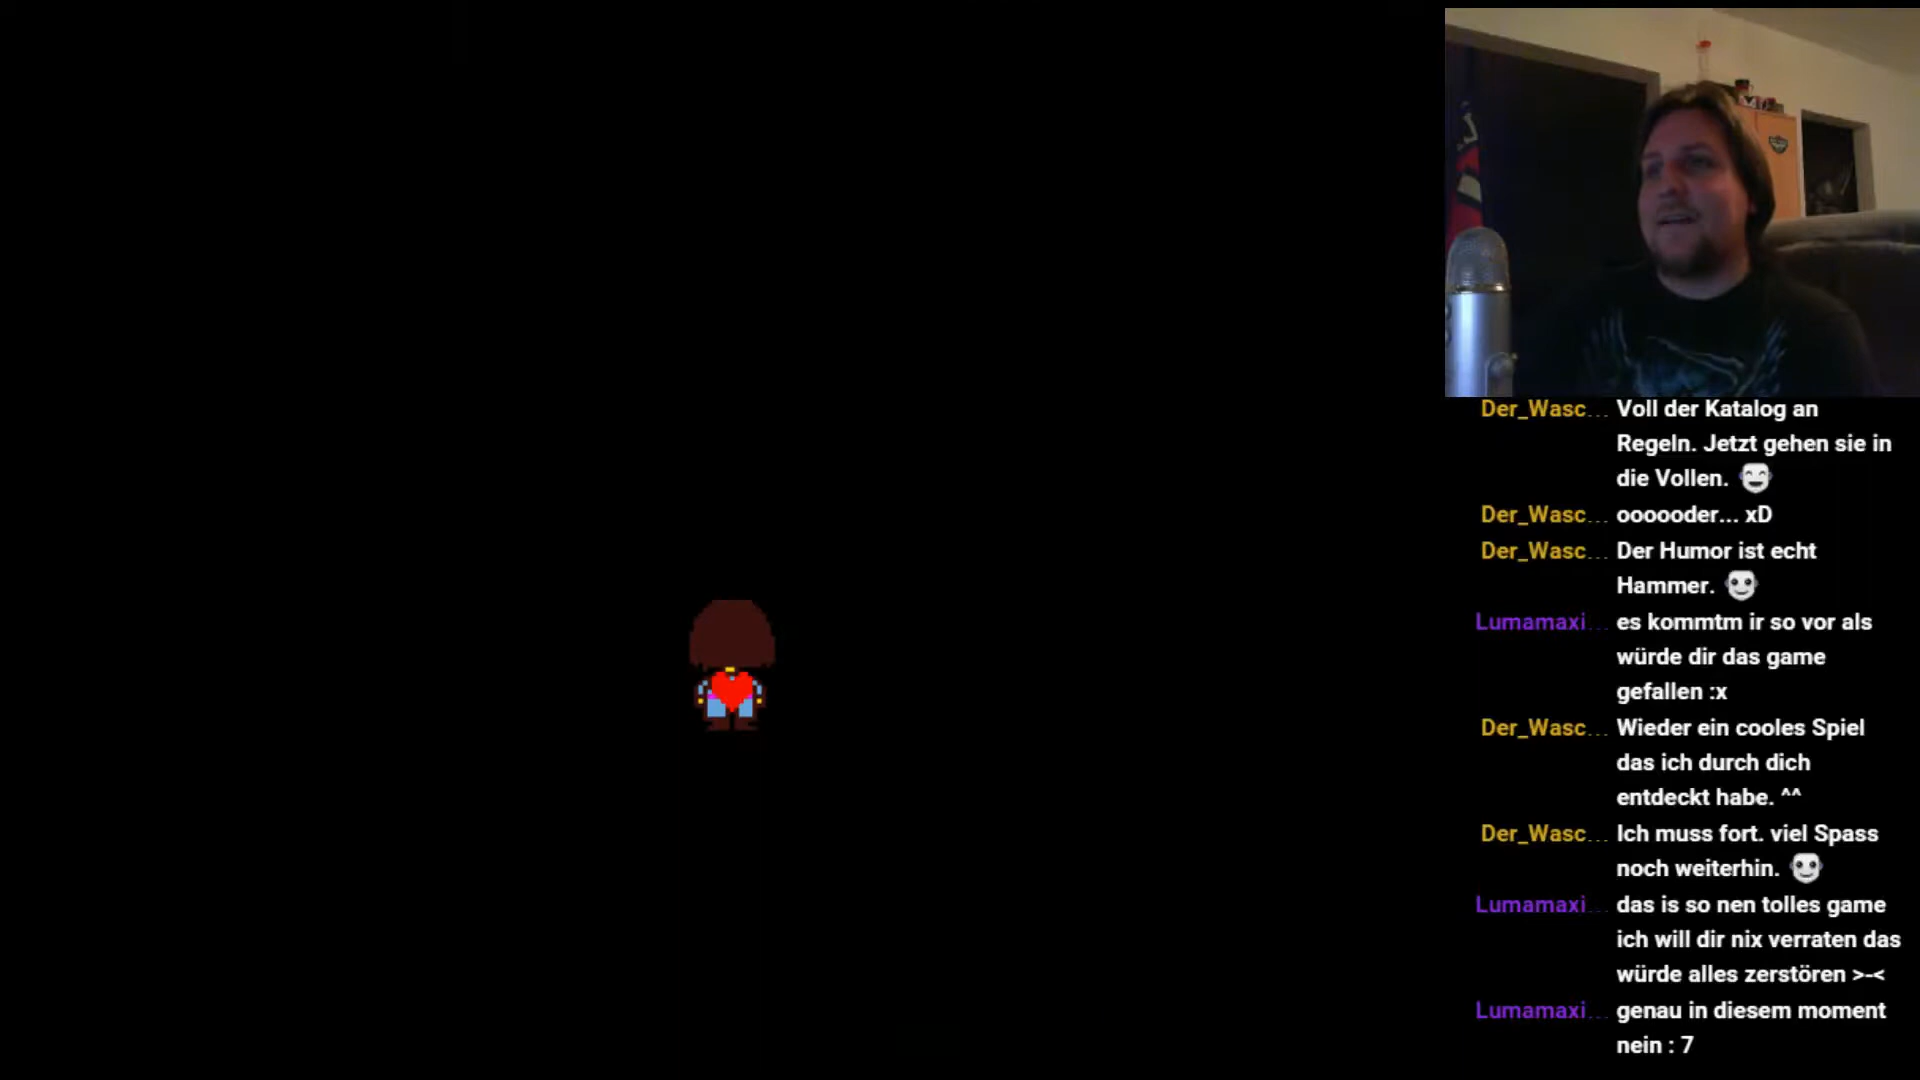 Der_Wasc... Voll der Katalog an
Regeln. Jetzt gehen sie in
die Vollen.
Der_Wasc... oooooder... xD
Der_Wasc... Der Humor ist echt
Hammer.
Lumamaxi... es kommtm ir so vor als
würde dir das game
gefallen :x
Der_Wasc... Wieder ein cooles Spiel
das ich durch dich
entdeckt habe. ^^
Der_Wasc... Ich muss fort. viel Spass
noch weiterhin.
Lumamaxi... das is so nen tolles game
ich will dir nix verraten das
würde alles zerstören >-<
Lumamaxi... genau in diesem moment
nein : 7